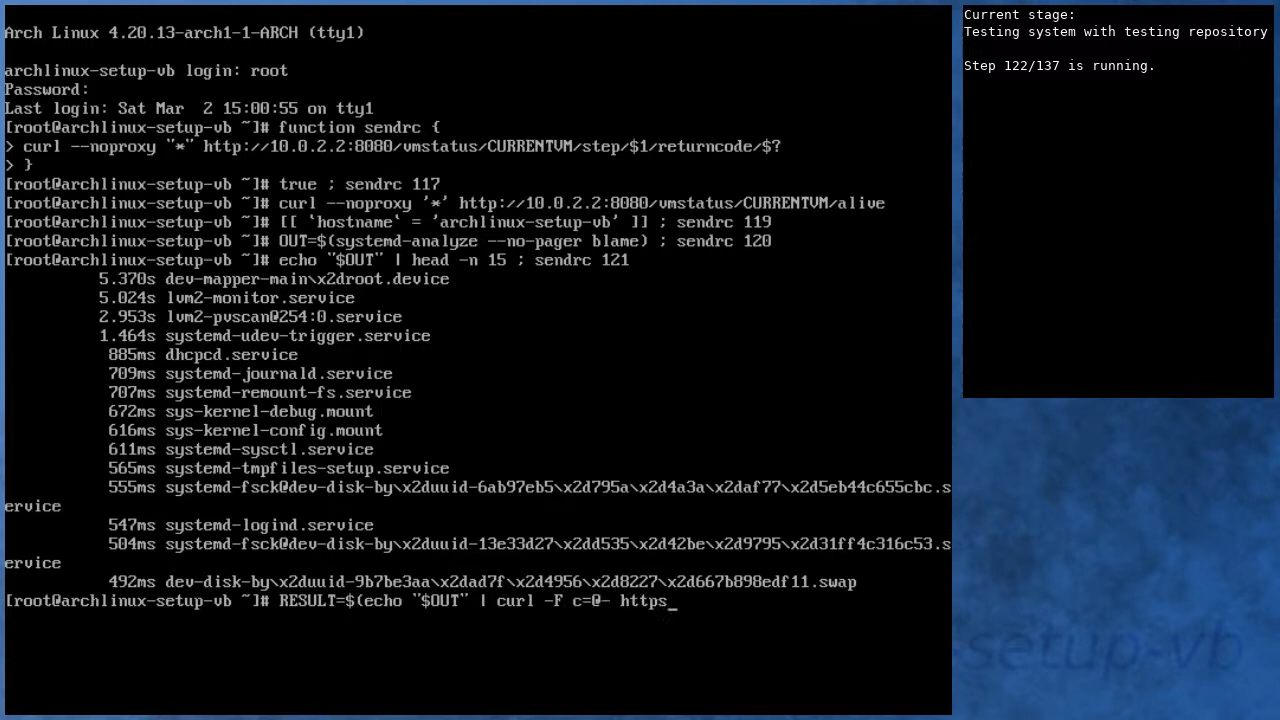 Arch Linux 4.20.13-arch1-1-ARCH (tty1)
archlinux-setup-vb login: root
Password:
Last login: Sat Mar  2 15:00:55 on tty1
[root@archlinux-setup-vb ~]# function sendrc {
> curl --noproxy "*" http://10.0.2.2:8080/vmstatus/CURRENTVM/step/$1/returncode/$?
> }
[root@archlinux-setup-vb ~]# true ; sendrc 117
[root@archlinux-setup-vb ~]# curl --noproxy '*' http://10.0.2.2:8080/vmstatus/CURRENTVM/alive
[root@archlinux-setup-vb ~]# [[ `hostname` = 'archlinux-setup-vb' ]] ; sendrc 119
[root@archlinux-setup-vb ~]# OUT=$(systemd-analyze --no-pager blame) ; sendrc 120
[root@archlinux-setup-vb ~]# echo "$OUT" | head -n 15 ; sendrc 121
5.370s dev-mapper-main\x2droot.device
5.024s lvm2-monitor.service
2.953s lvm2-pvscan@254:0.service
1.464s systemd-udev-trigger.service
885ms dhcpcd.service
709ms systemd-journald.service
707ms systemd-remount-fs.service
672ms sys-kernel-debug.mount
616ms sys-kernel-config.mount
611ms systemd-sysctl.service
565ms systemd-tmpfiles-setup.service
555ms systemd-fsck@dev-disk-by\x2duuid-6ab97eb5\x2d795a\x2d4a3a\x2daf77\x2d5eb44c655cbc.s
ervice
547ms systemd-logind.service
504ms systemd-fsck@dev-disk-by\x2duuid-13e33d27\x2dd535\x2d42be\x2d9795\x2d31ff4c316c53.s
ervice
492ms dev-disk-by\x2duuid-9b7be3aa\x2dad7f\x2d4956\x2d8227\x2d667b898edf11.swap
[root@archlinux-setup-vb ~]# RESULT=$(echo "$OUT" | curl -F c=@- https_
Current stage:
Testing system with testing repository
Step 122/137 is running.
setup-vb